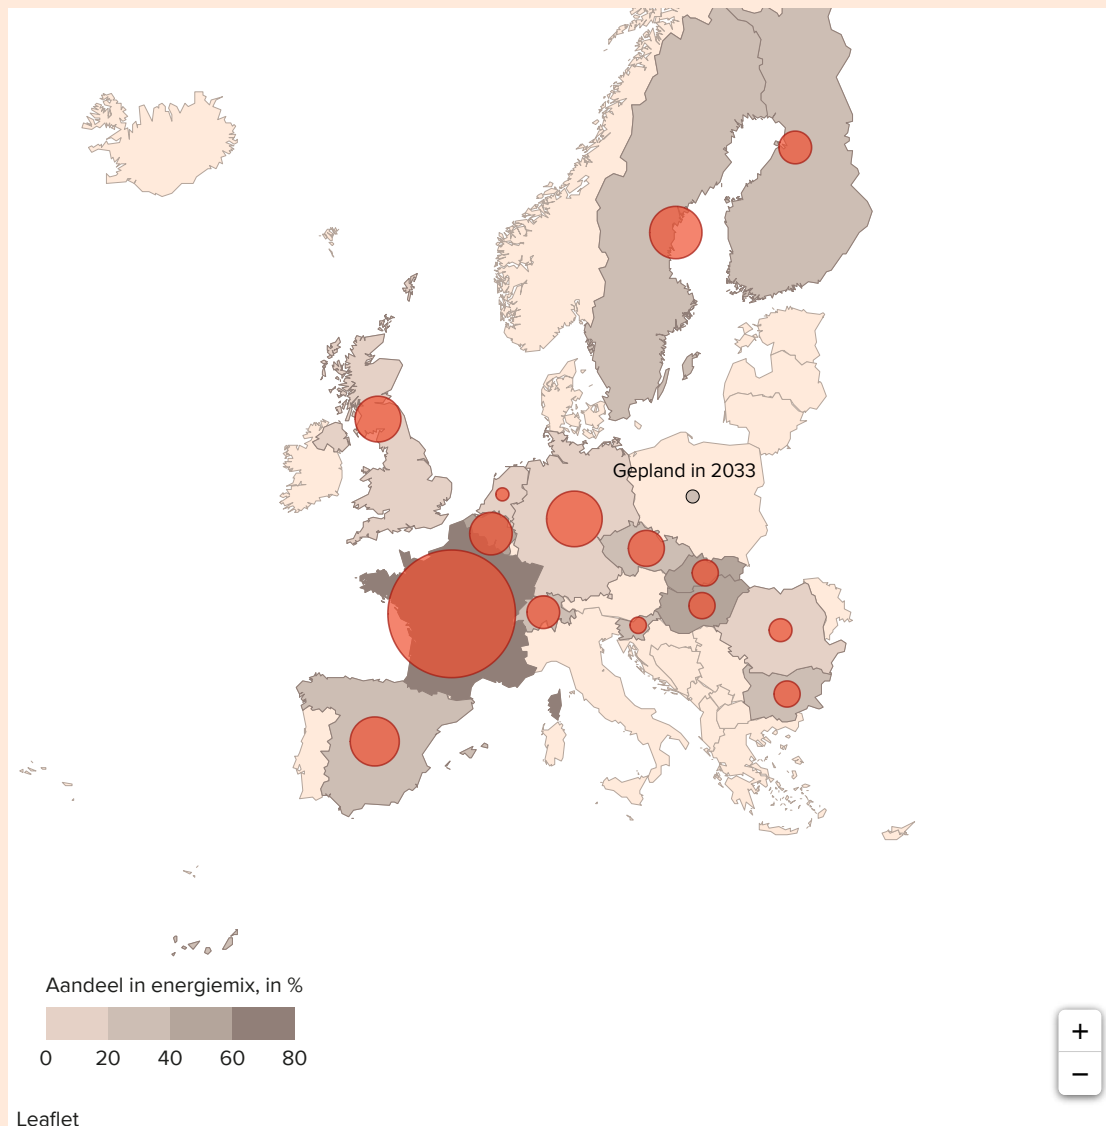 Gepland in 2033
Aandeel in energiemix, in %
0 20 40 60 80
+
−
Leaflet